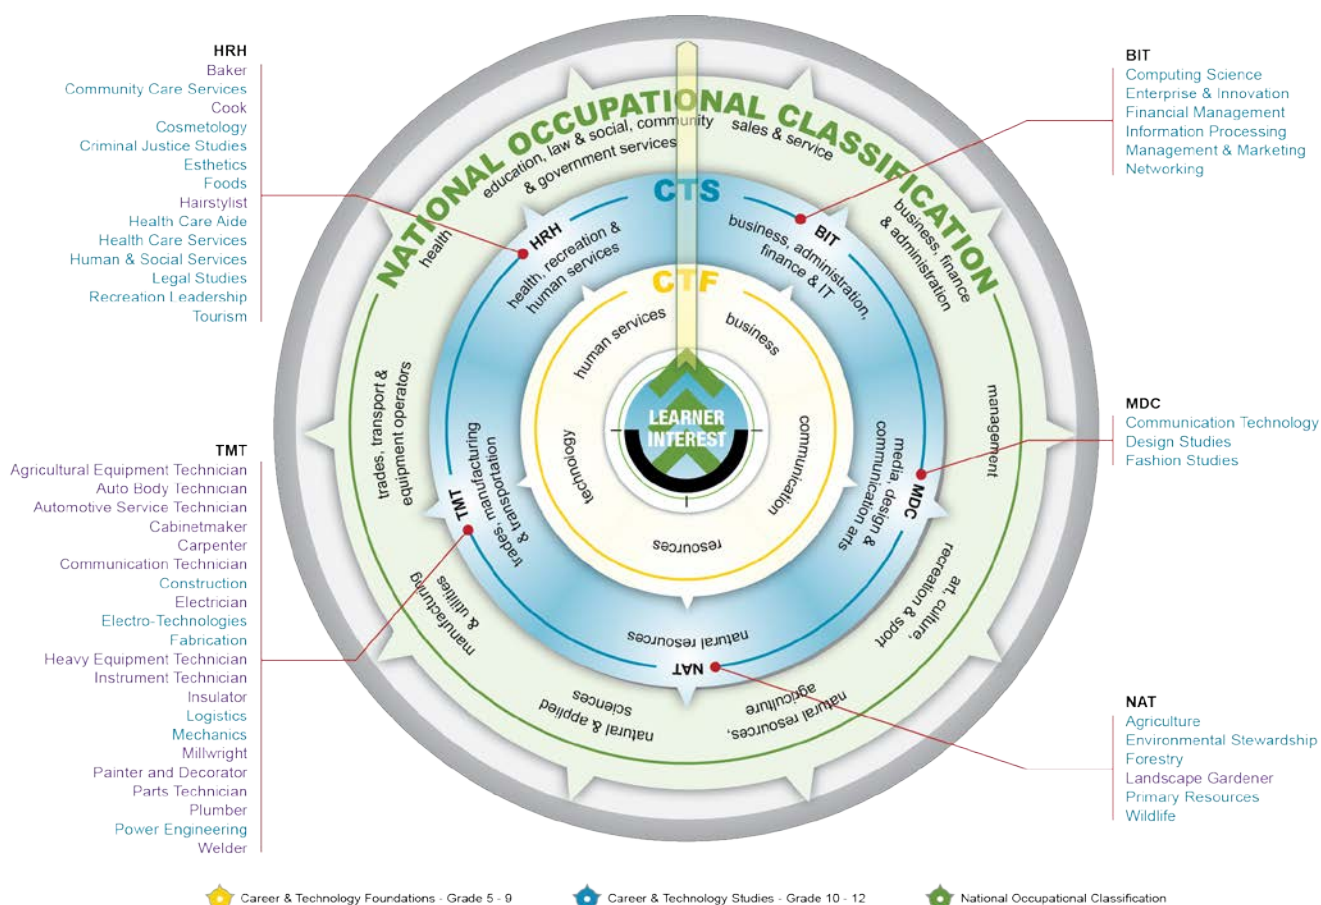 HRH
Baker
Community Care Services
Cook
Cosmetology
Criminal Justice Studies
Esthetics
Foods
Hairstylist
Health Care Aide
Health Care Services
Human & Social Services
Legal Studies
Recreation Leadership
Tourism
TMT
Agricultural Equipment Technician
Auto Body Technician
Automotive Service Technician
Cabinetmaker
Carpenter
Communication Technician
Construction
Electrician
Electro-Technologies
Fabrication
Heavy Equipment Technician
Instrument Technician
Insulator
Logistics
Mechanics
Millwright
Painter and Decorator
Parts Technician
Plumber
Power Engineering
Welder
NATIONAL OCCUPATIONAL CLASSIFICATION
health
education, law & social, community
& government services
sales & service
business, finance
& administration
management
art, culture,
recreation & sport
natural resources,
agriculture
natural & applied
sciences
manufacturing
& utilities
trades, transport &
equipment operators
CTS
HRH
health, recreation &
human services
BIT
business, administration,
finance & IT
MDC
media, design &
communication arts
NAT
natural resources
TMT
trades, manufacturing
& transportation
CTF
human services
business
communication
resources
technology
LEARNER
INTEREST
BIT
Computing Science
Enterprise & Innovation
Financial Management
Information Processing
Management & Marketing
Networking
MDC
Communication Technology
Design Studies
Fashion Studies
NAT
Agriculture
Environmental Stewardship
Forestry
Landscape Gardener
Primary Resources
Wildlife
Career & Technology Foundations - Grade 5 - 9
Career & Technology Studies - Grade 10 - 12
National Occupational Classification